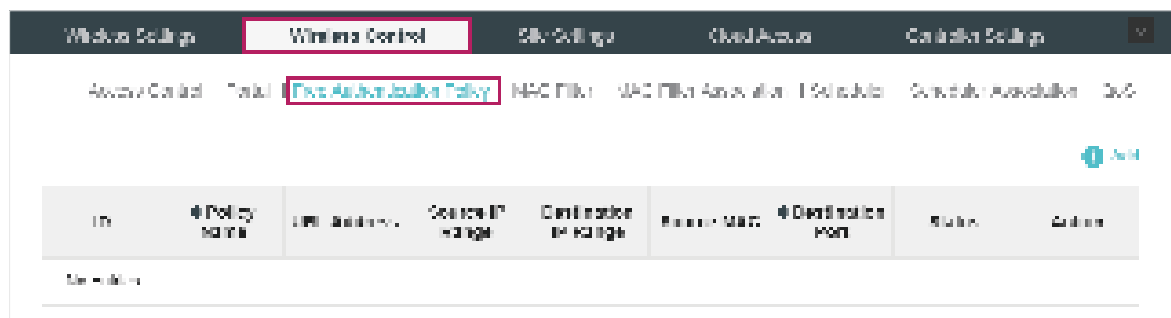 Wireless Settings Wireless Control Site Settings Cloud Access Controller Settings
Access Control Portal Free Authentication Policy MAC Filter MAC Filter Association Scheduler Scheduler Association QoS
Add
ID Policy Name URL Address Source IP Range Destination IP Range Source MAC Destination Port Status Action
No entries